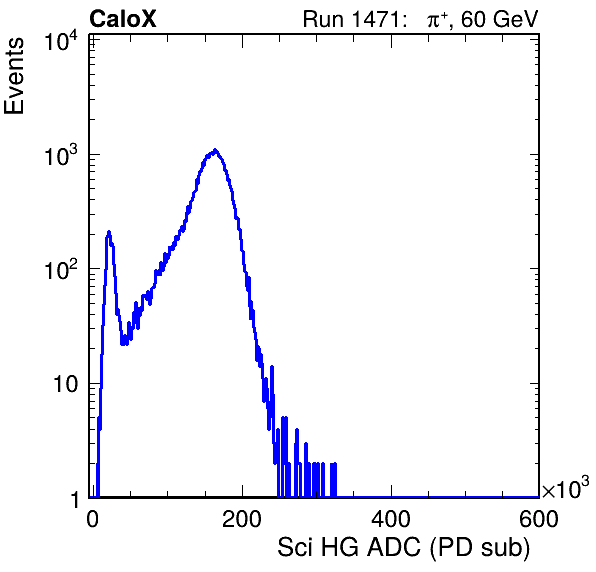 CaloX Run 1471: π⁺, 60 GeV
Events
10⁴
10³
10²
10
1
0 200 400 600
×10³
Sci HG ADC (PD sub)